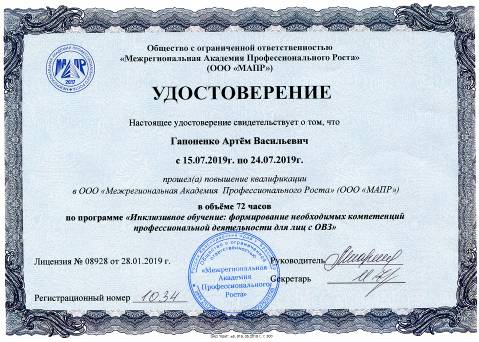 Общество с ограниченной ответственностью
«Межрегиональная Академия Профессионального Роста»
(ООО «МАПР»)
МАПР
2017
УДОСТОВЕРЕНИЕ
Настоящее удостоверение свидетельствует о том, что
Гапоненко Артём Васильевич
с 15.07.2019г. по 24.07.2019г.
прошел(а) повышение квалификации
в ООО «Межрегиональная Академия Профессионального Роста» (ООО «МАПР»)
в объёме 72 часов
по программе «Инклюзивное обучение: формирование необходимых компетенций
профессиональной деятельности для лиц с ОВЗ»
Лицензия № 08928 от 28.01.2019 г.
Руководитель
Секретарь
Регистрационный номер 1034
«Межрегиональная
Академия
Профессионального
Роста»